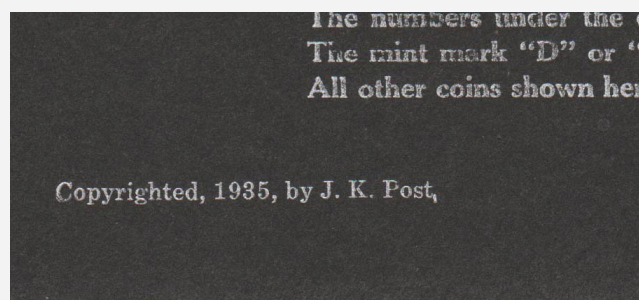 The numbers under the
The mint mark “D” or “
All other coins shown her
Copyrighted, 1935, by J. K. Post,